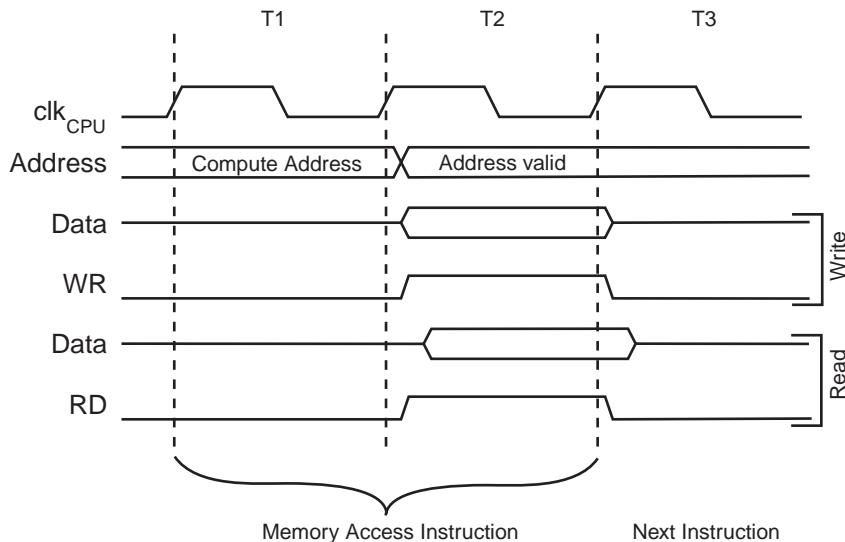 T1 T2 T3
clkCPU
Address Compute Address Address valid
Data
WR
Write
Data
RD
Read
Memory Access Instruction Next Instruction